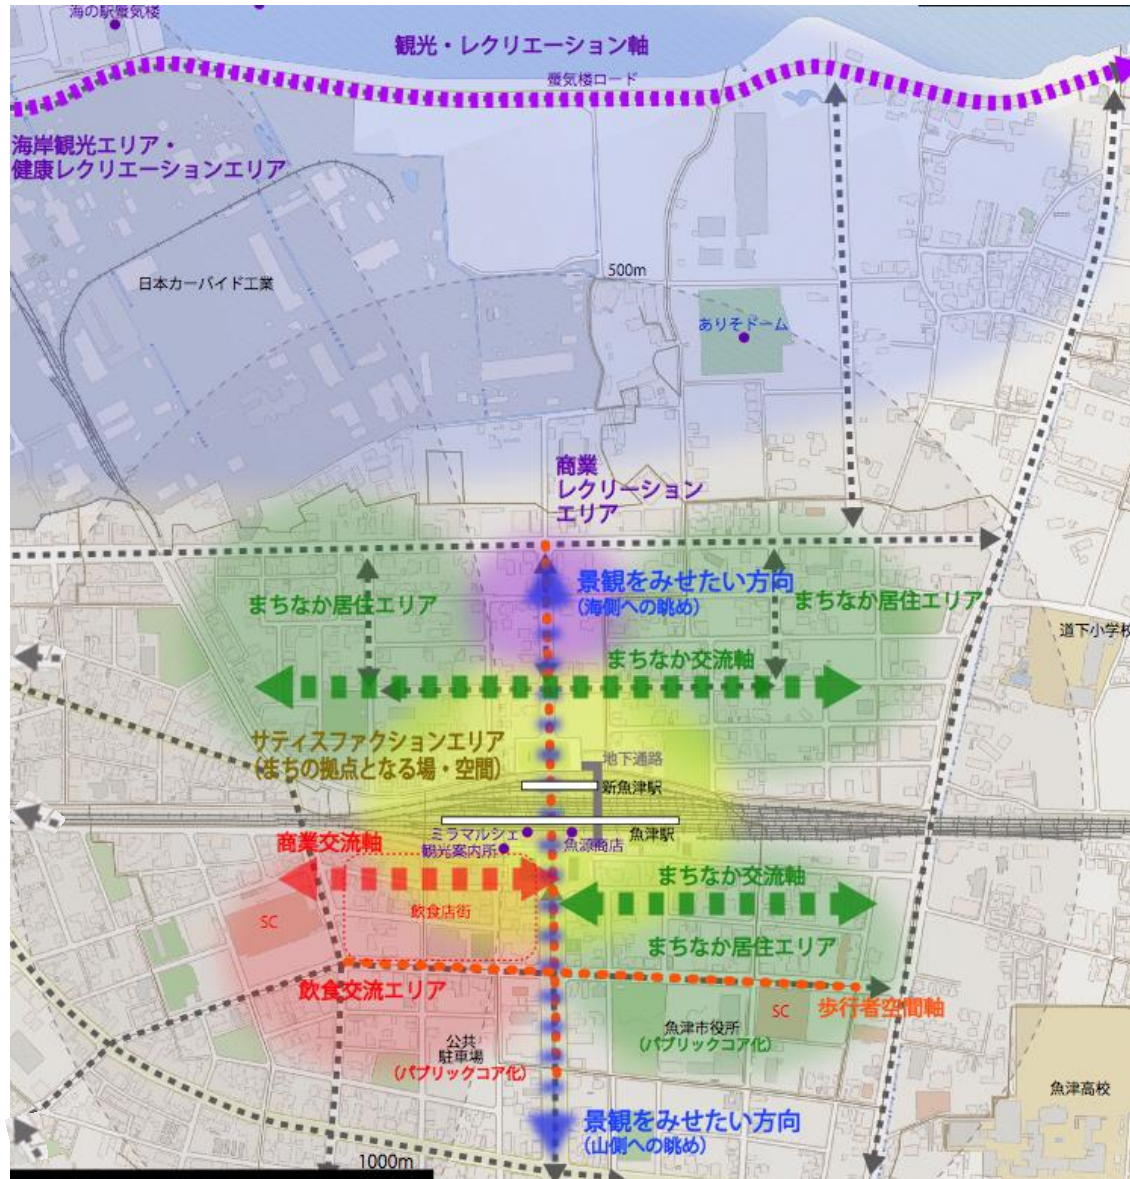 海の駅蜃気楼
観光・レクリエーション軸
蜃気楼ロード
海岸観光エリア・
健康レクリエーションエリア
日本カーバイド工業
500m
ありそドーム
商業
レクリーション
エリア
景観をみせたい方向
(海側への眺め)
まちなか居住エリア
まちなか居住エリア
道下小学校
まちなか交流軸
サティスファクションエリア
(まちの拠点となる場・空間)
地下通路
新魚津駅
ミラマルシェ
魚津駅
観光案内所
魚源商店
商業交流軸
まちなか交流軸
SC
飲食店街
まちなか居住エリア
飲食交流エリア
SC
歩行者空間軸
公共
駐車場
(パブリックコア化)
魚津市役所
(パブリックコア化)
魚津高校
景観をみせたい方向
(山側への眺め)
1000m